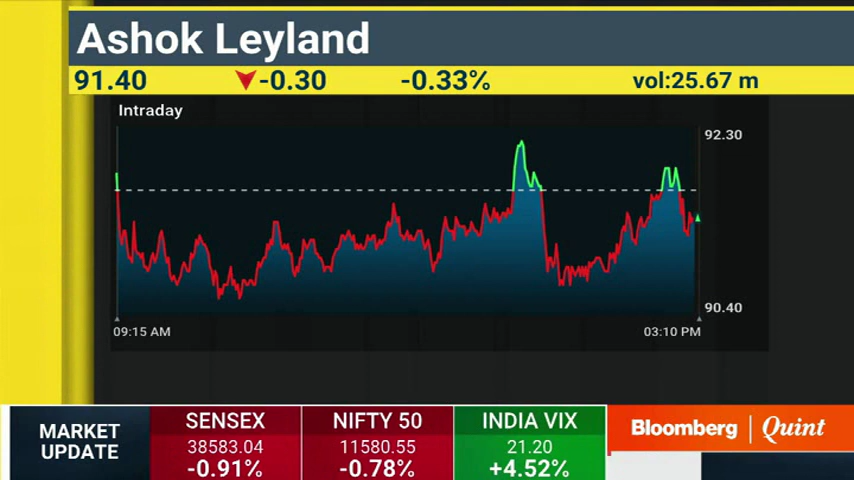 Ashok Leyland
91.40 -0.30 -0.33% vol:25.67 m
Intraday
92.30
90.40
09:15 AM 03:10 PM
MARKET UPDATE
SENSEX
38583.04
-0.91%
NIFTY 50
11580.55
-0.78%
INDIA VIX
21.20
+4.52%
Bloomberg | Quint